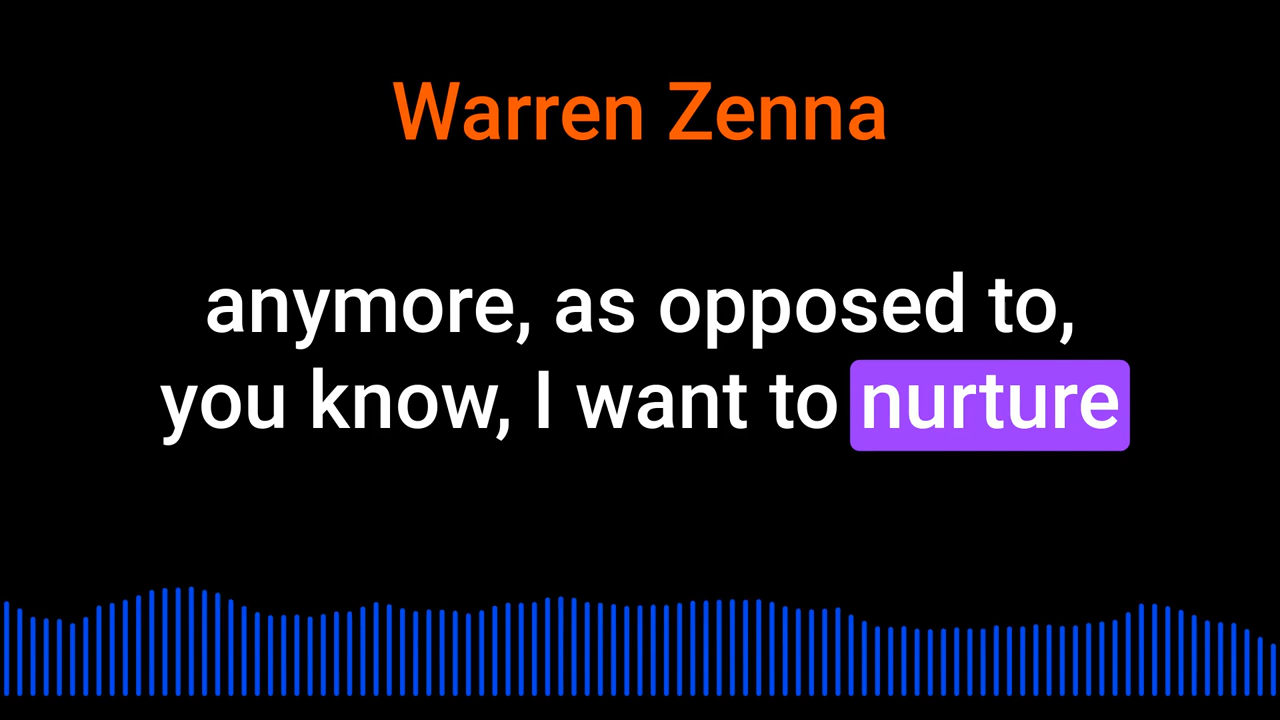 Warren Zenna
anymore, as opposed to,
you know, I want to nurture